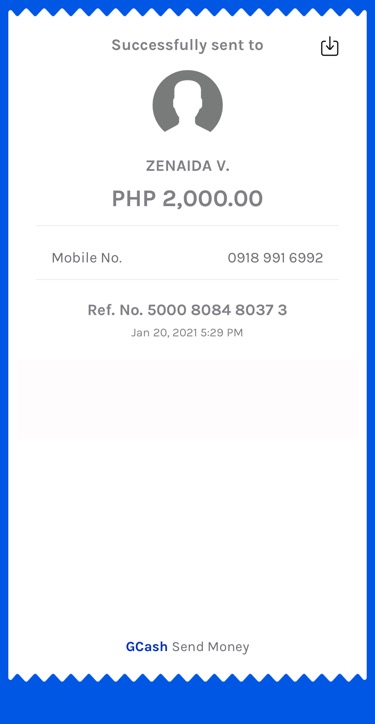 Successfully sent to
ZENAIDA V.
PHP 2,000.00
Mobile No. 0918 991 6992
Ref. No. 5000 8084 8037 3
Jan 20, 2021 5:29 PM
GCash Send Money